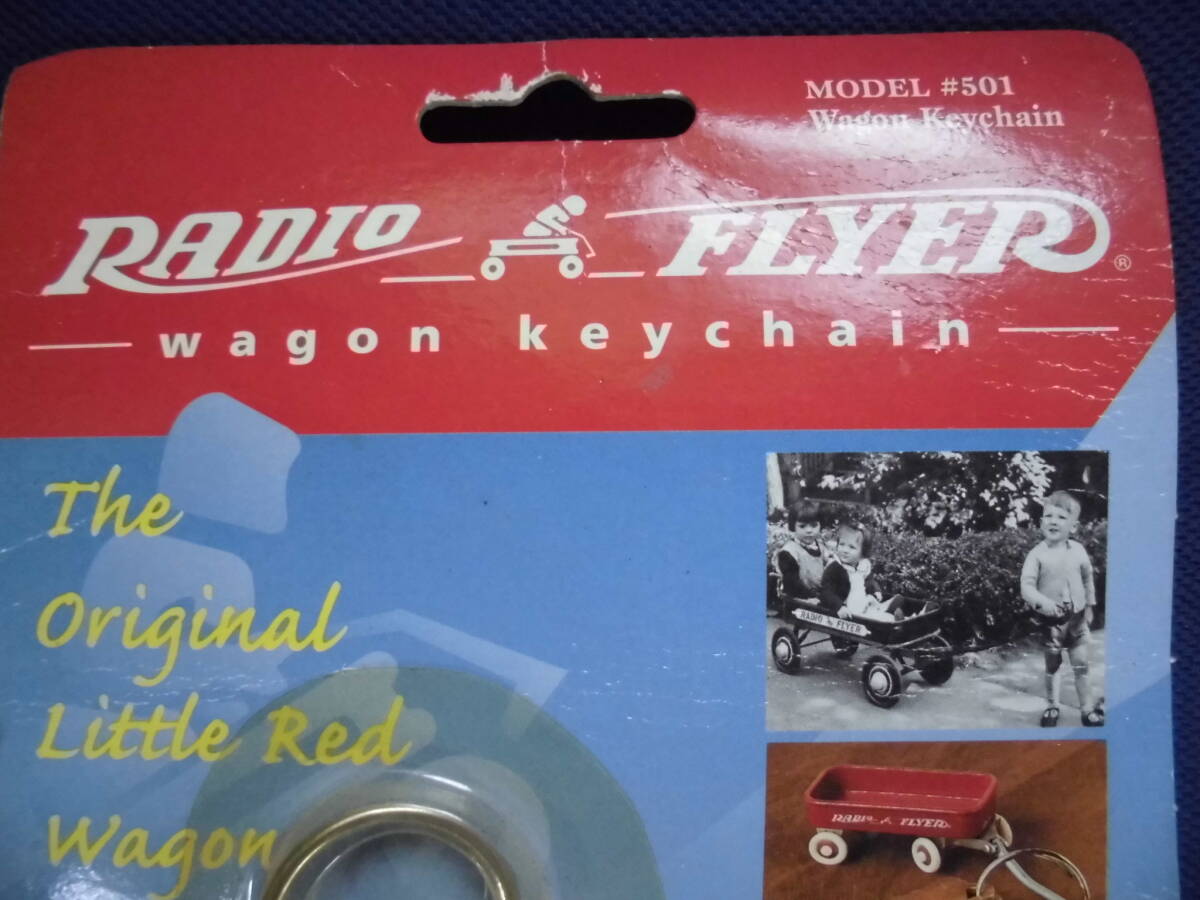 MODEL #501
Wagon Keychain
RADIO FLYER®
wagon keychain
The
Original
Little Red
Wagon
RADIO FLYER
RADIO FLYER